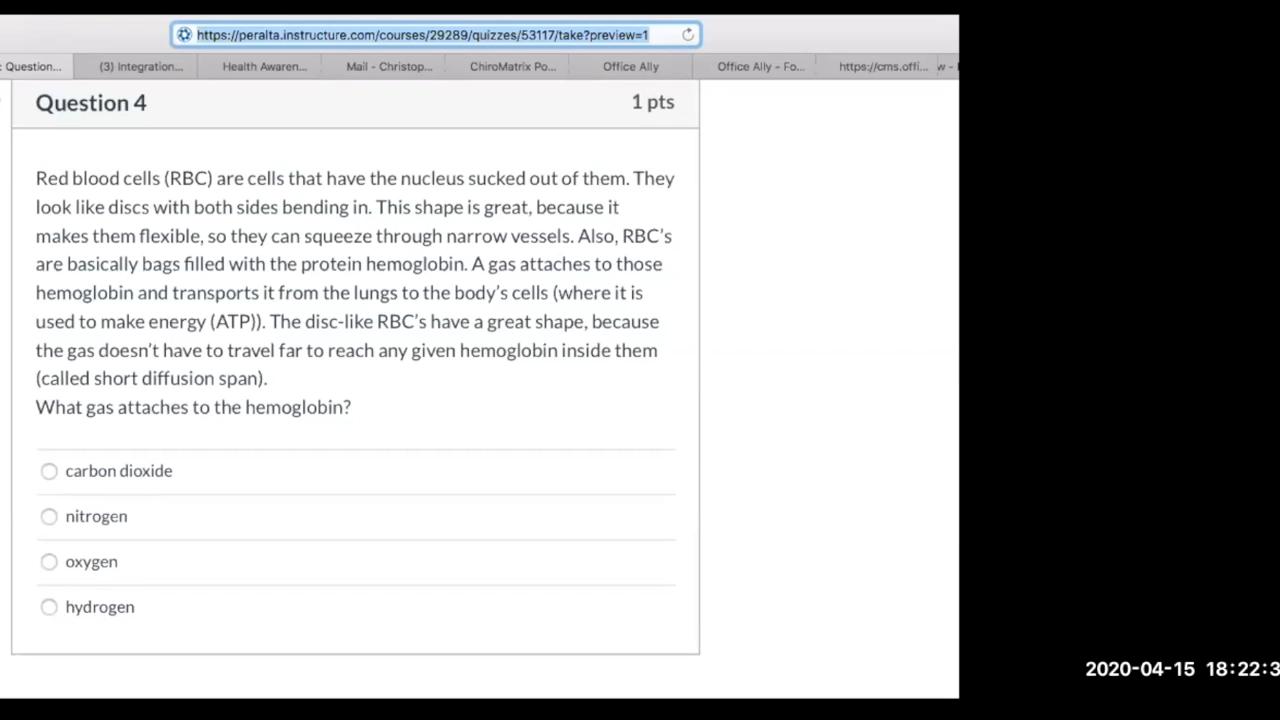 https://peralta.instructure.com/courses/29289/quizzes/53117/take?preview=1
: Question...
(3) Integration...
Health Awaren...
Mail - Christop...
ChiroMatrix Po...
Office Ally
Office Ally - Fo...
https://cms.offi...
w -
Question 4
1 pts
Red blood cells (RBC) are cells that have the nucleus sucked out of them. They
look like discs with both sides bending in. This shape is great, because it
makes them flexible, so they can squeeze through narrow vessels. Also, RBC's
are basically bags filled with the protein hemoglobin. A gas attaches to those
hemoglobin and transports it from the lungs to the body's cells (where it is
used to make energy (ATP)). The disc-like RBC's have a great shape, because
the gas doesn't have to travel far to reach any given hemoglobin inside them
(called short diffusion span).
What gas attaches to the hemoglobin?
carbon dioxide
nitrogen
oxygen
hydrogen
2020-04-15 18:22:3